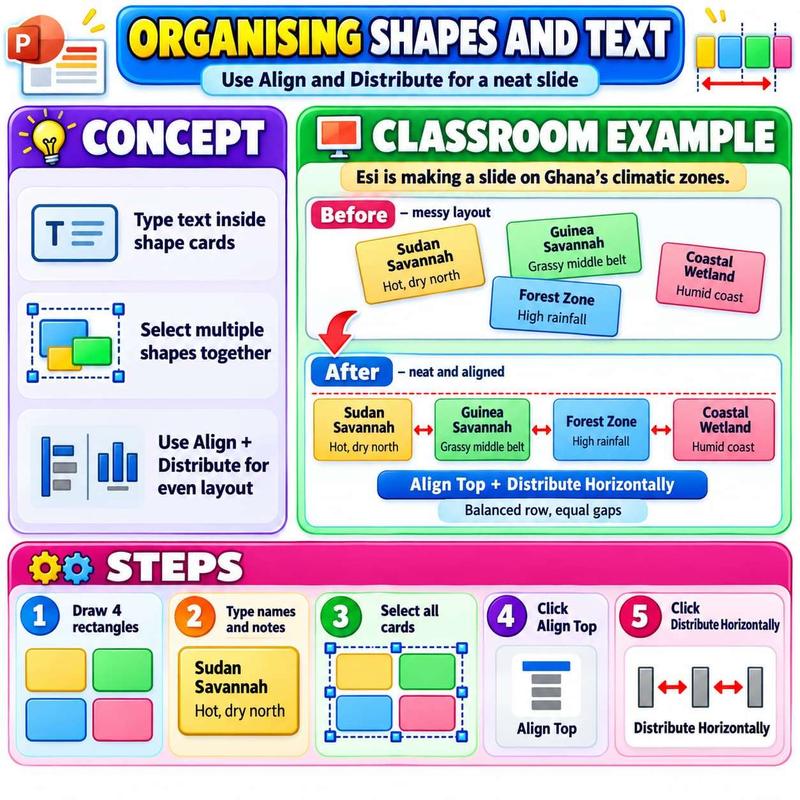 P
ORGANISING SHAPES AND TEXT
Use Align and Distribute for a neat slide
CONCEPT
T
Type text inside
shape cards
Select multiple
shapes together
Use Align +
Distribute for
even layout
CLASSROOM EXAMPLE
Esi is making a slide on Ghana's climatic zones.
Before – messy layout
Sudan
Savannah
Hot, dry north
Guinea
Savannah
Grassy middle belt
Forest Zone
High rainfall
Coastal
Wetland
Humid coast
After – neat and aligned
Sudan
Savannah
Hot, dry north
Guinea
Savannah
Grassy middle belt
Forest Zone
High rainfall
Coastal
Wetland
Humid coast
Align Top + Distribute Horizontally
Balanced row, equal gaps
STEPS
1 Draw 4
rectangles
2 Type names
and notes
Sudan
Savannah
Hot, dry north
3 Select all
cards
4 Click
Align Top
Align Top
5 Click
Distribute Horizontally
Distribute Horizontally